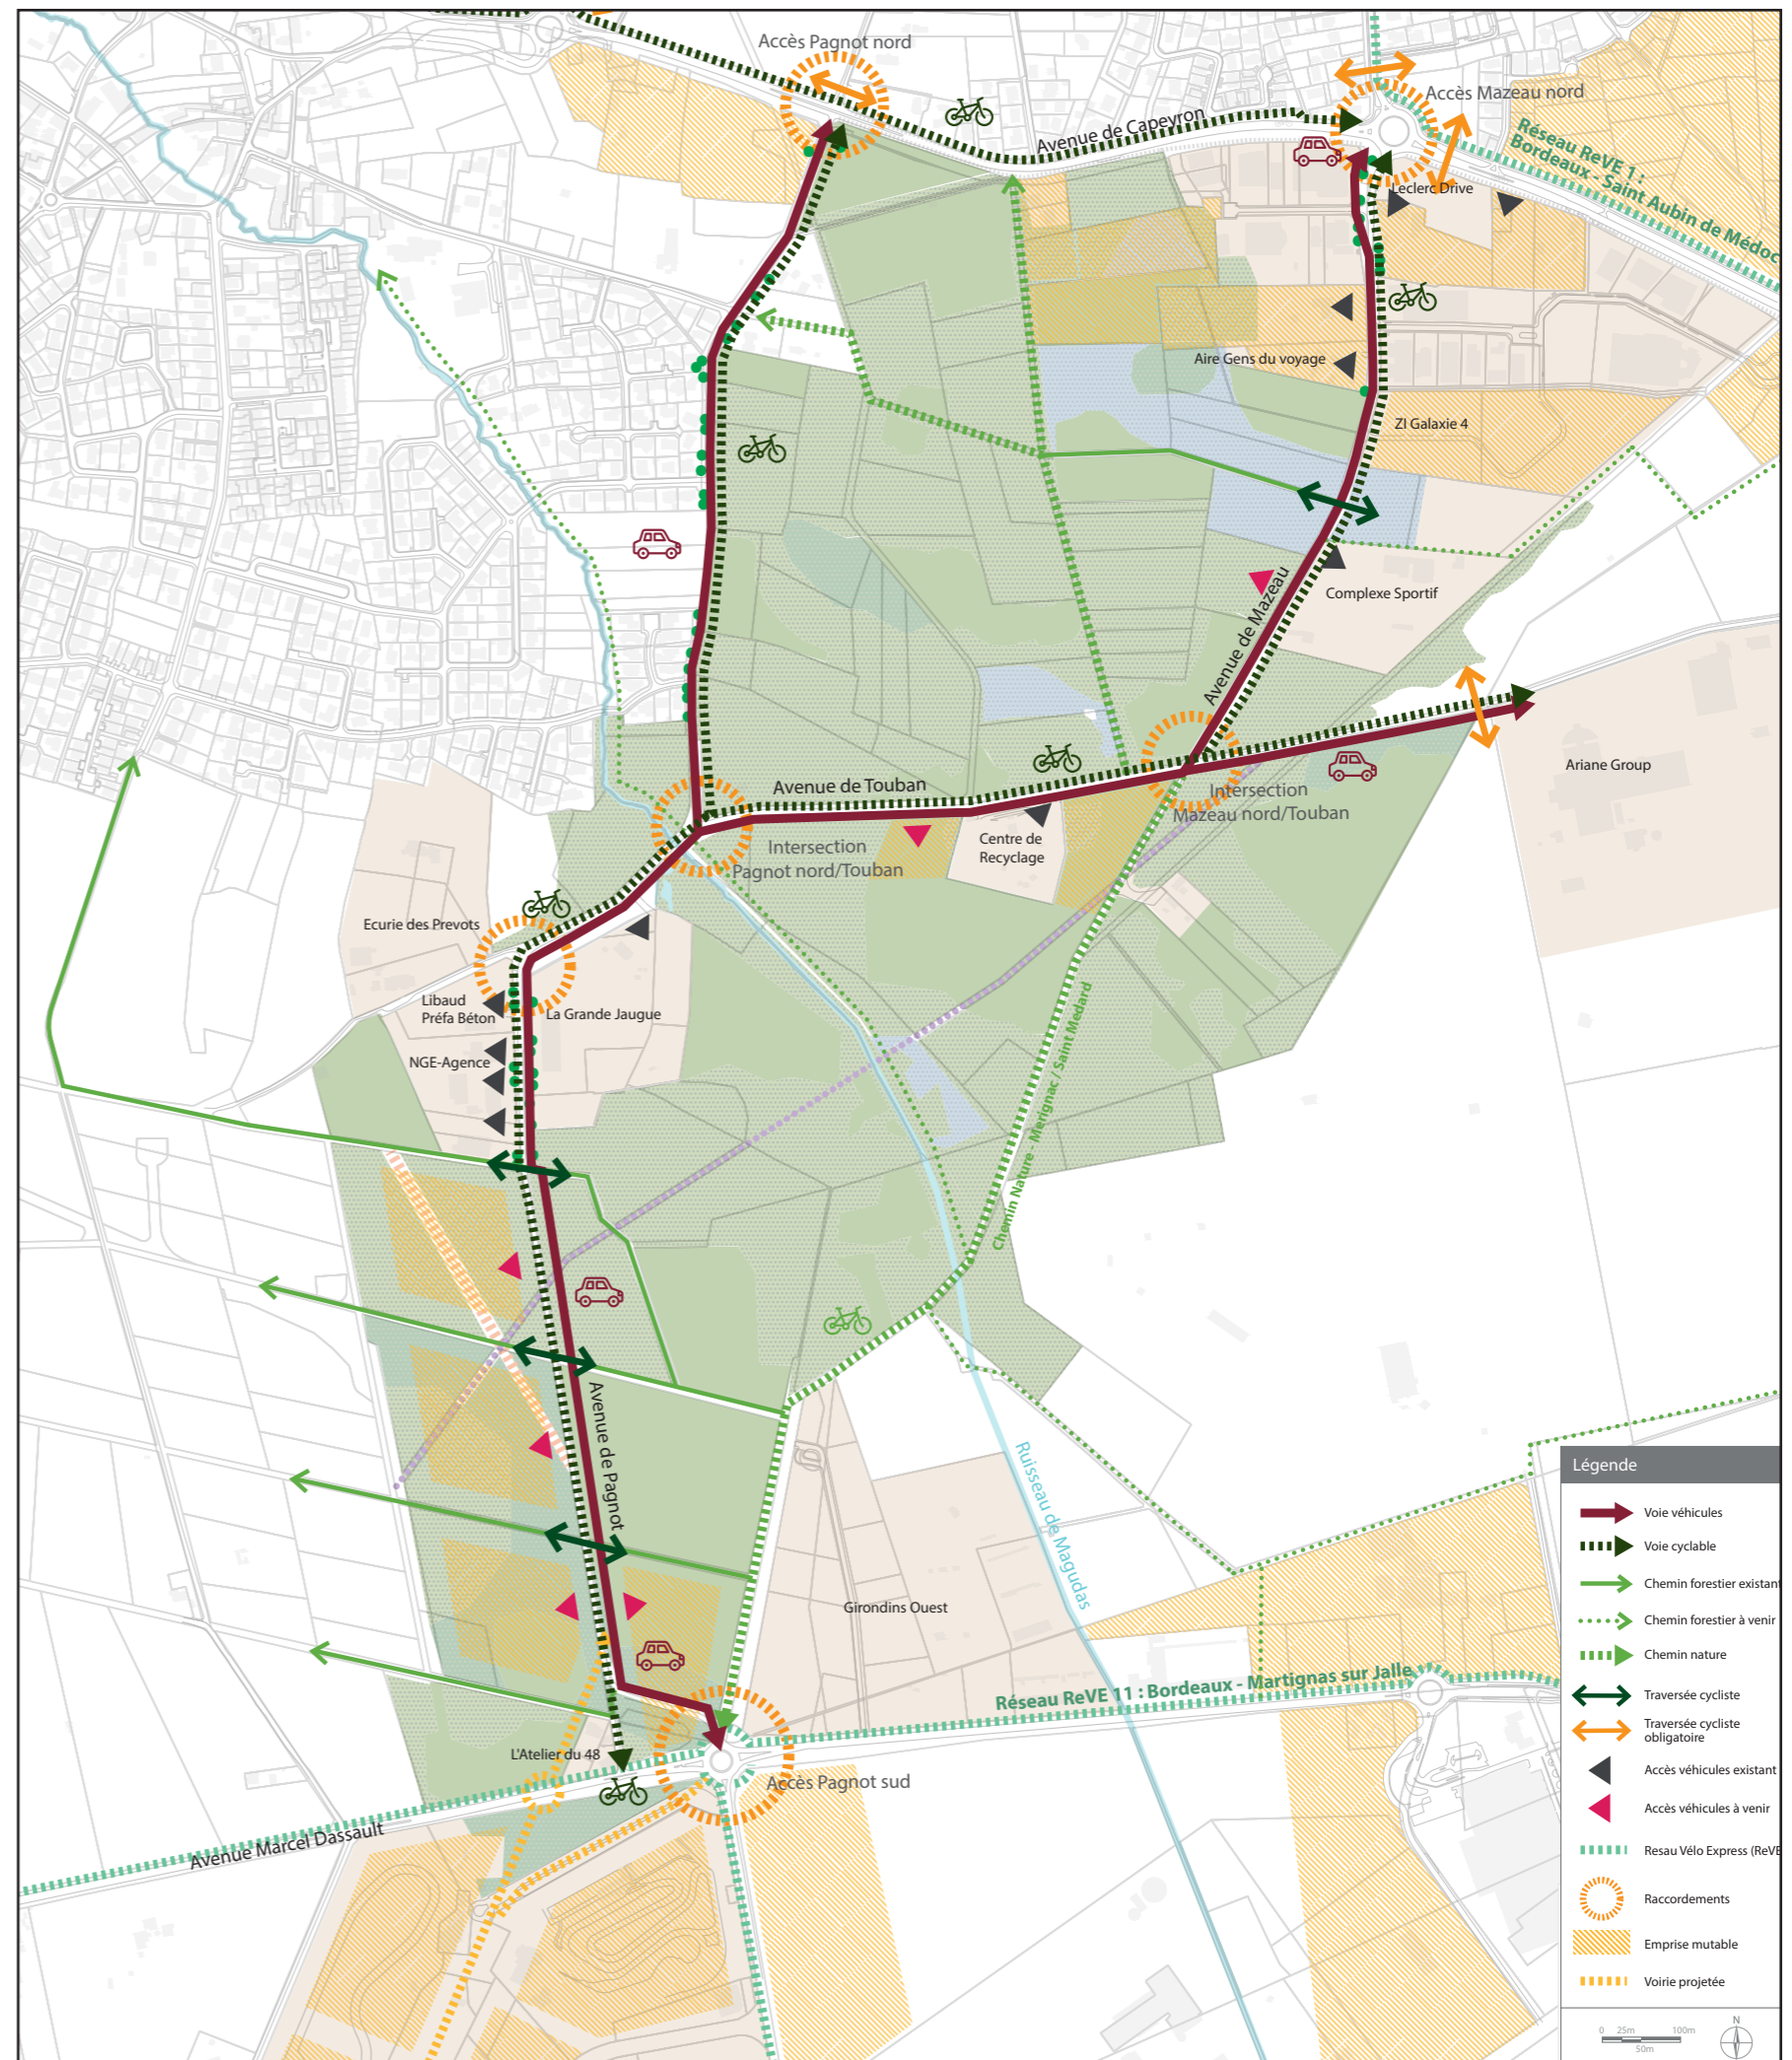 Accès Pagnot nord
Avenue de Capeyron
Accès Mazeau nord
Réseau ReVE 1 :
Bordeaux - Saint Aubin de Médoc
Leclerc Drive
Aire Gens du voyage
ZI Galaxie 4
Complexe Sportif
Avenue de Mazeau
Ariane Group
Avenue de Touban
Intersection
Mazeau nord/Touban
Intersection
Pagnot nord/Touban
Centre de
Recyclage
Ecurie des Prevots
Libaud
Préfa Béton
La Grande Jaugue
NGE-Agence
Chemin Nature - Merignac / Saint Medard
Avenue de Pagnot
Ruisseau de Magudas
Girondins Ouest
Réseau ReVE 11 : Bordeaux - Martignas sur Jalle
L'Atelier du 48
Accès Pagnot sud
Avenue Marcel Dassault
Légende
Voie véhicules
Voie cyclable
Chemin forestier existant
Chemin forestier à venir
Chemin nature
Traversée cycliste
Traversée cycliste
obligatoire
Accès véhicules existant
Accès véhicules à venir
Resau Vélo Express (ReVE
Raccordements
Emprise mutable
Voirie projetée
0 25m 100m
50m
N